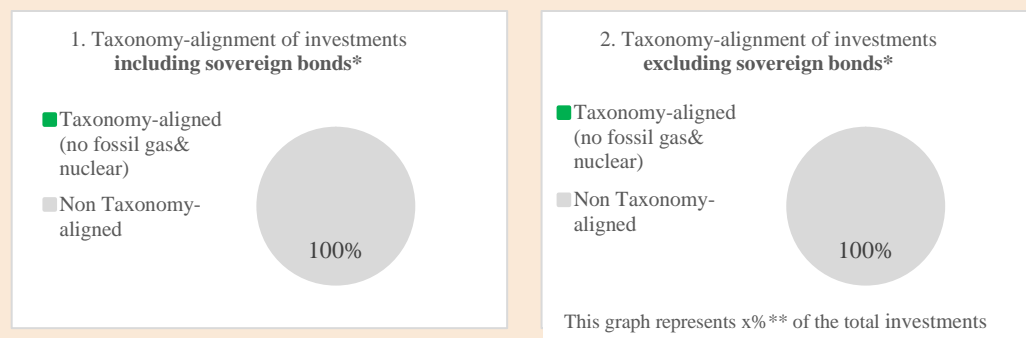 1. Taxonomy-alignment of investments
including sovereign bonds*
Taxonomy-aligned
(no fossil gas&
nuclear)
Non Taxonomy-
aligned
100%
2. Taxonomy-alignment of investments
excluding sovereign bonds*
Taxonomy-aligned
(no fossil gas&
nuclear)
Non Taxonomy-
aligned
100%
This graph represents x%** of the total investments